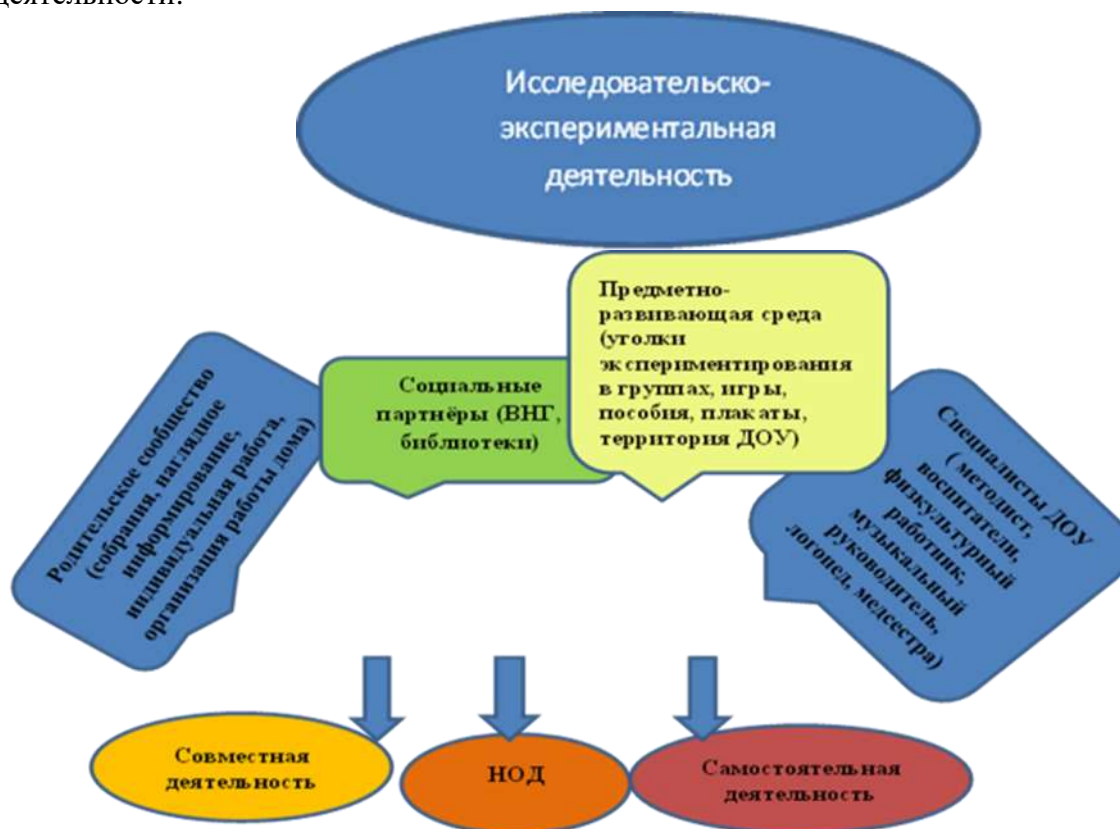 деятельности.
Исследовательско-
экспериментальная
деятельность
Предметно-
развивающая среда
(уголки
экспериментирования
в группах, игры,
пособия, плакаты,
территория ДОУ)
Социальные
партнёры (ВНГ,
библиотеки)
Родительское сообщество
(собрания, наглядное
информирование,
индивидуальная работа,
организация работы дома)
Специалисты ДОУ
( методист,
воспитатели,
физкультурный
работник,
музыкальный
руководитель,
логопед, медсестра)
Совместная
деятельность
НОД
Самостоятельная
деятельность